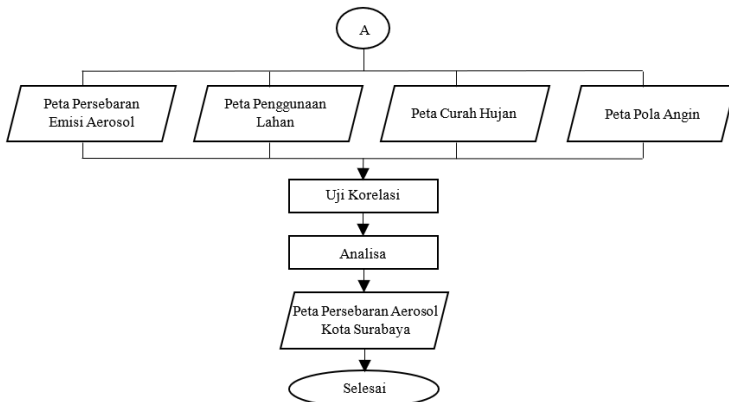 A
Peta Persebaran
Emisi Aerosol
Peta Penggunaan
Lahan
Peta Curah Hujan
Peta Pola Angin
Uji Korelasi
Analisa
Peta Persebaran Aerosol
Kota Surabaya
Selesai